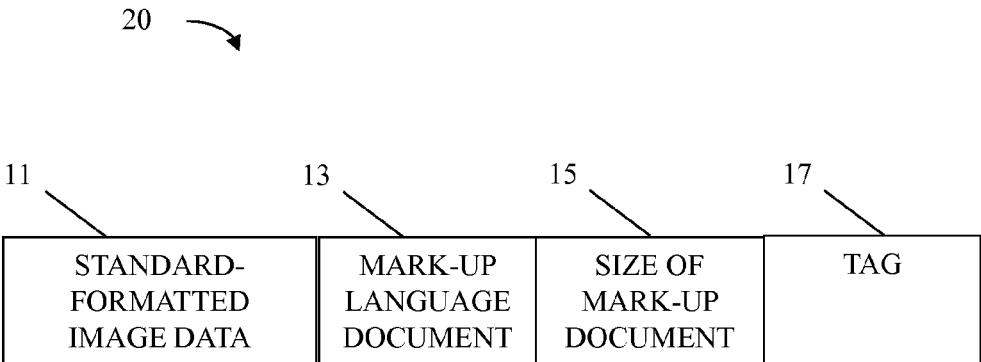 20
11
13
15
17
STANDARD-
FORMATTED
IMAGE DATA
MARK-UP
LANGUAGE
DOCUMENT
SIZE OF
MARK-UP
DOCUMENT
TAG